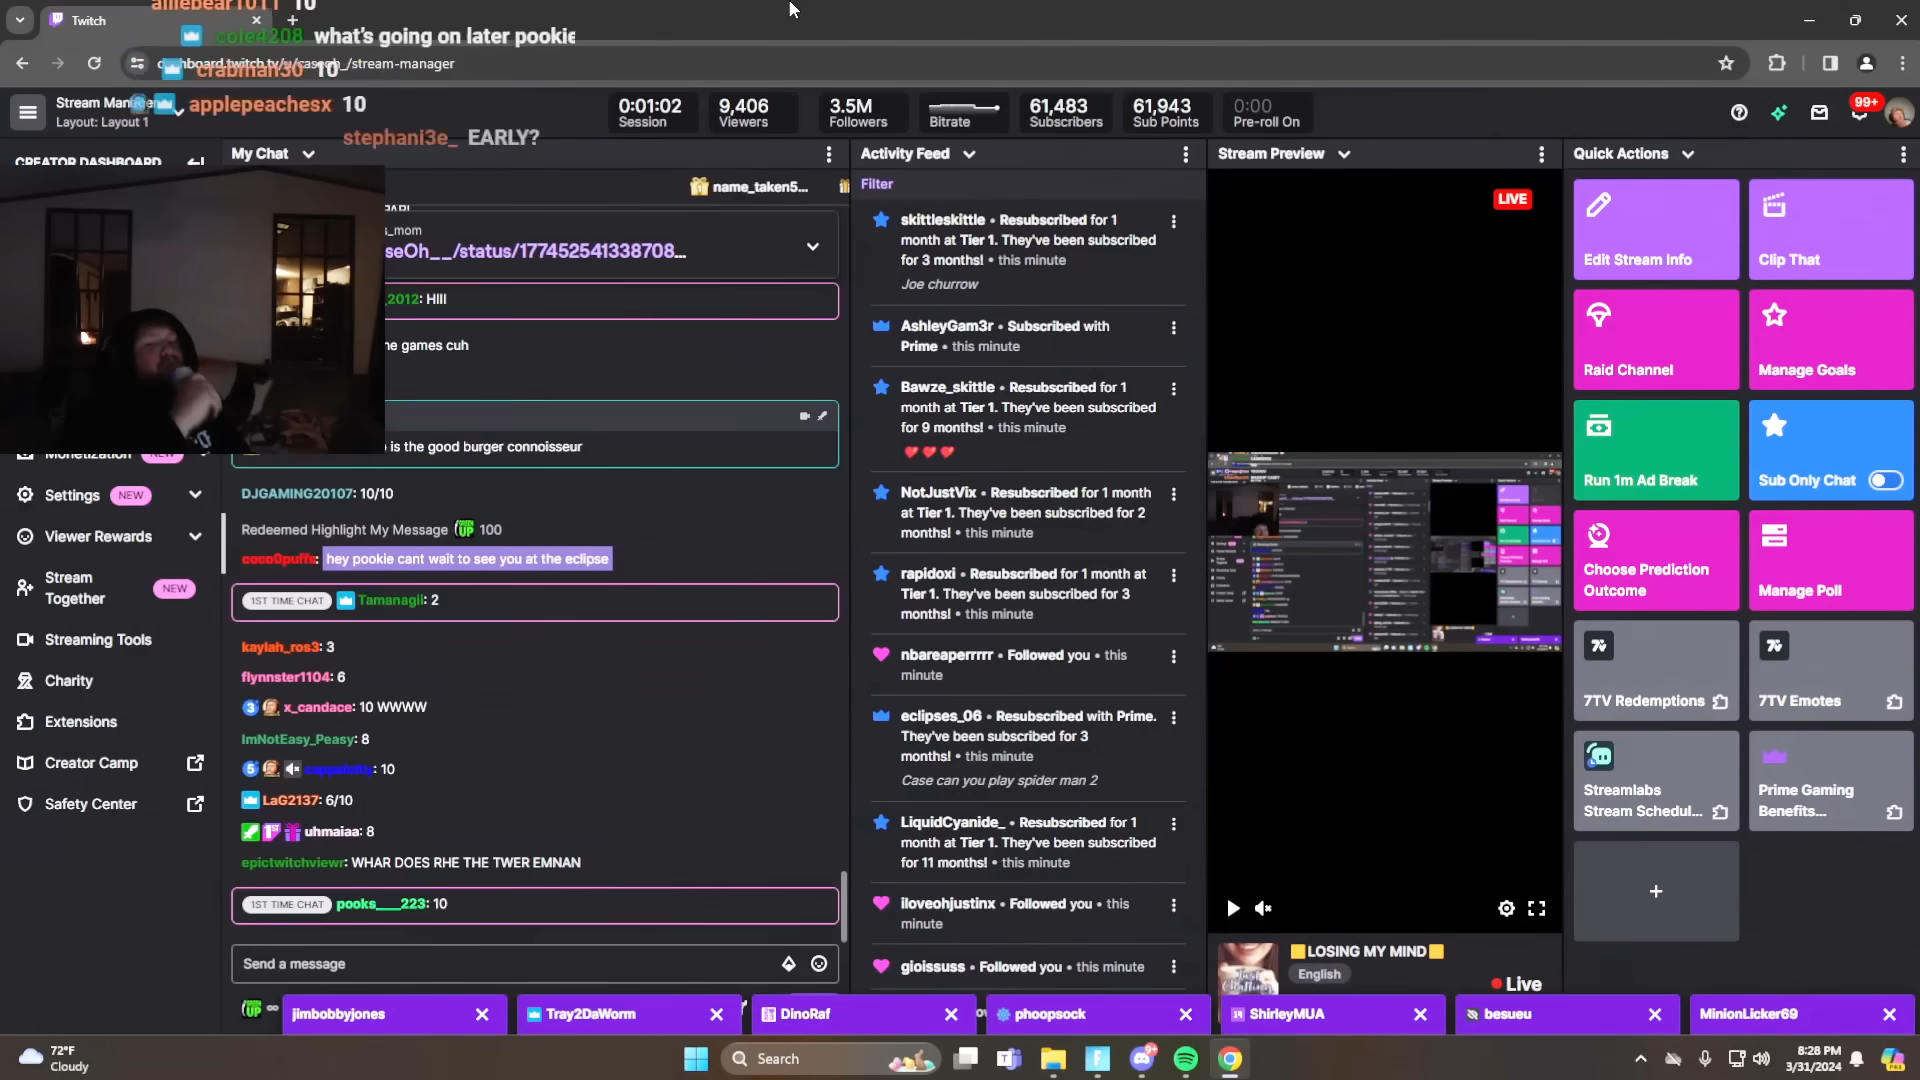 alliebear1011 10
Twitch
cole4208 what's going on later pookie
dashboard.twitch.tv/u/caseoh_/stream-manager
crabman30 10
applepeachesx 10
stephani3e_ EARLY?
Stream Manager
Layout: Layout 1
0:01:02
Session
9,406
Viewers
3.5M
Followers
Bitrate
61,483
Subscribers
61,943
Sub Points
0:00
Pre-roll On
99+
CREATOR DASHBOARD
My Chat
name_taken5...
s_mom
seOh__/status/177452541338708...
_2012: HIII
ne games cuh
is the good burger connoisseur
DJGAMING20107: 10/10
Redeemed Highlight My Message 100
coco0puffs: hey pookie cant wait to see you at the eclipse
1ST TIME CHAT Tamanagii: 2
kaylah_ros3: 3
flynnster1104: 6
x_candace: 10 WWWW
ImNotEasy_Peasy: 8
: 10
LaG2137: 6/10
uhmaiaa: 8
epictwitchviewr: WHAR DOES RHE THE TWER EMNAN
1ST TIME CHAT pooks___223: 10
Send a message
Monetization NEW
Settings NEW
Viewer Rewards
Stream Together NEW
Streaming Tools
Charity
Extensions
Creator Camp
Safety Center
Activity Feed
Filter
skittleskittle • Resubscribed for 1
month at Tier 1. They've been subscribed
for 3 months! • this minute
Joe churrow
AshleyGam3r • Subscribed with
Prime • this minute
Bawze_skittle • Resubscribed for 1
month at Tier 1. They've been subscribed
for 9 months! • this minute
NotJustVix • Resubscribed for 1 month
at Tier 1. They've been subscribed for 2
months! • this minute
rapidoxi • Resubscribed for 1 month at
Tier 1. They've been subscribed for 3
months! • this minute
nbareaperrrrr • Followed you • this
minute
eclipses_06 • Resubscribed with Prime.
They've been subscribed for 3
months! • this minute
Case can you play spider man 2
LiquidCyanide_ • Resubscribed for 1
month at Tier 1. They've been subscribed
for 11 months! • this minute
iloveohjustinx • Followed you • this
minute
gioissuss • Followed you • this minute
Stream Preview
LIVE
LOSING MY MIND
English
Live
Quick Actions
Edit Stream Info
Clip That
Raid Channel
Manage Goals
Run 1m Ad Break
Sub Only Chat
Choose Prediction
Outcome
Manage Poll
7TV Redemptions
7TV Emotes
Streamlabs
Stream Schedul...
Prime Gaming
Benefits...
jimbobbyjones
Tray2DaWorm
DinoRaf
phoopsock
ShirleyMUA
besueu
MinionLicker69
72°F
Cloudy
Search
8:28 PM
3/31/2024